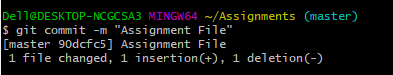 Dell@DESKTOP-NCGCSA3 MINGW64 ~/Assignments (master)
$ git commit -m "Assignment File"
[master 90dcfc5] Assignment File
 1 file changed, 1 insertion(+), 1 deletion(-)